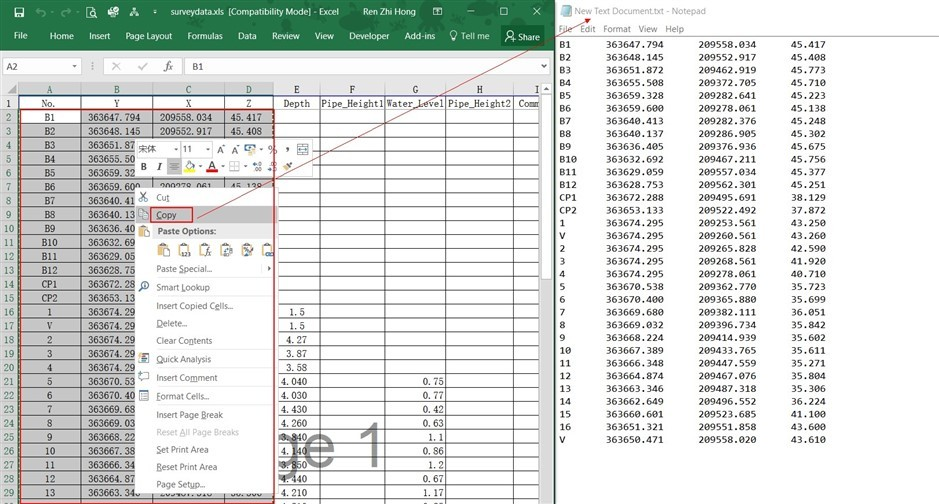 surveydata.xls [Compatibility Mode] - Excel
Ren Zhi Hong
File Home Insert Page Layout Formulas Data Review View Developer Add-ins Tell me Share
A2 fx B1
A B C D E F G H I
1 No. Y X Z Depth Pipe_Height1 Water_Level Pipe_Height2 Comm
2 B1 363647.794 209558.034 45.417
3 B2 363648.145 209552.917 45.408
4 B3 363651.87
5 B4 363655.50
6 B5 363659.32
7 B6 363659.600 209278.061 45.138
8 B7 363640.41
9 B8 363640.13
10 B9 363636.40
11 B10 363632.69
12 B11 363629.05
13 B12 363628.75
14 CP1 363672.28
15 CP2 363653.13
16 1 363674.29 1.5
17 V 363674.29 1.5
18 2 363674.29 4.27
19 3 363674.29 3.87
20 4 363674.29 3.58
21 5 363670.53 4.040 0.75
22 6 363670.40 4.030 0.77
23 7 363669.68 4.430 0.42
24 8 363669.03 4.260 0.63
25 9 363668.22 3.840 1.1
26 10 363667.38 4.140 0.86
27 11 363666.34 3.850 1.2
28 12 363664.87 4.440 0.67
29 13 363663.346 209487.318 35.306 4.210 1.17
ge 1
宋体 11 A A %
B I A
Cut
Copy
Paste Options:
123 fx %
Paste Special...
Smart Lookup
Insert Copied Cells...
Delete...
Clear Contents
Quick Analysis
Insert Comment
Format Cells...
Insert Page Break
Reset All Page Breaks
Set Print Area
Reset Print Area
Page Setup...
New Text Document.txt - Notepad
File Edit Format View Help
B1 363647.794 209558.034 45.417
B2 363648.145 209552.917 45.408
B3 363651.872 209462.919 45.773
B4 363655.508 209372.705 45.710
B5 363659.328 209282.641 45.223
B6 363659.600 209278.061 45.138
B7 363640.413 209282.376 45.248
B8 363640.137 209286.905 45.302
B9 363636.405 209376.936 45.675
B10 363632.692 209467.211 45.756
B11 363629.059 209557.034 45.377
B12 363628.753 209562.301 45.251
CP1 363672.288 209495.691 38.129
CP2 363653.133 209522.492 37.872
1 363674.295 209253.561 43.250
V 363674.295 209260.561 43.260
2 363674.295 209265.828 42.590
3 363674.295 209268.561 41.920
4 363674.295 209278.061 40.710
5 363670.538 209362.770 35.723
6 363670.400 209365.880 35.699
7 363669.680 209382.111 36.051
8 363669.032 209396.734 35.842
9 363668.224 209414.939 35.602
10 363667.389 209433.765 35.611
11 363666.348 209447.559 35.271
12 363664.874 209467.076 35.804
13 363663.346 209487.318 35.306
14 363662.649 209496.552 36.224
15 363660.601 209523.685 41.100
16 363651.321 209551.858 43.600
V 363650.471 209558.020 43.610